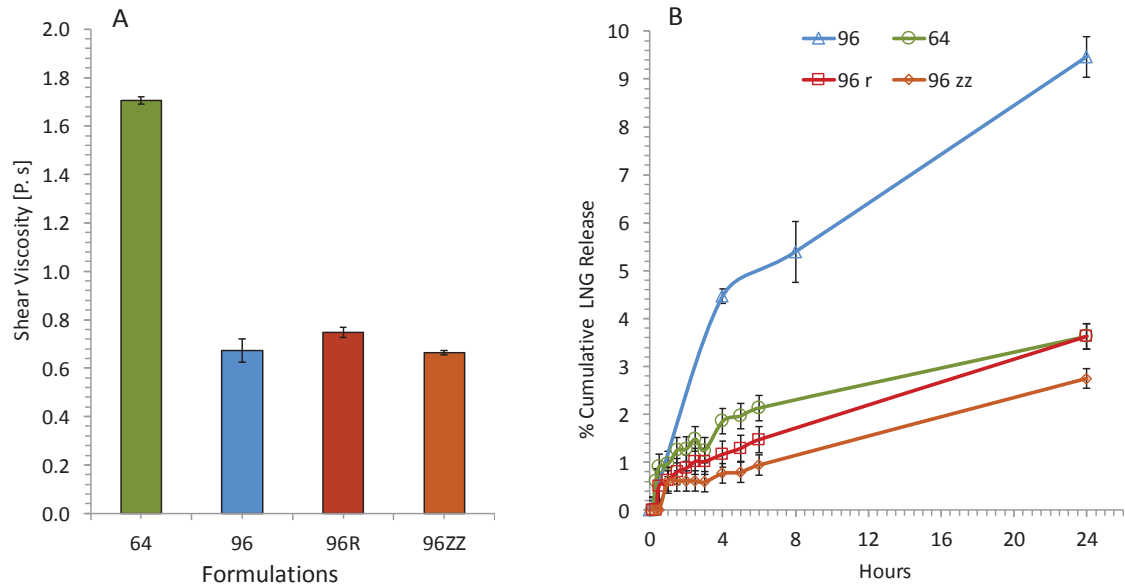 A
2.0
1.8
1.6
1.4
1.2
1.0
0.8
0.6
0.4
0.2
0.0
Shear Viscosity [P. s]
64 96 96R 96ZZ
Formulations
B
96 64
96 r 96 zz
10
9
8
7
6
5
4
3
2
1
0
% Cumulative LNG Release
0 4 8 12 16 20 24
Hours